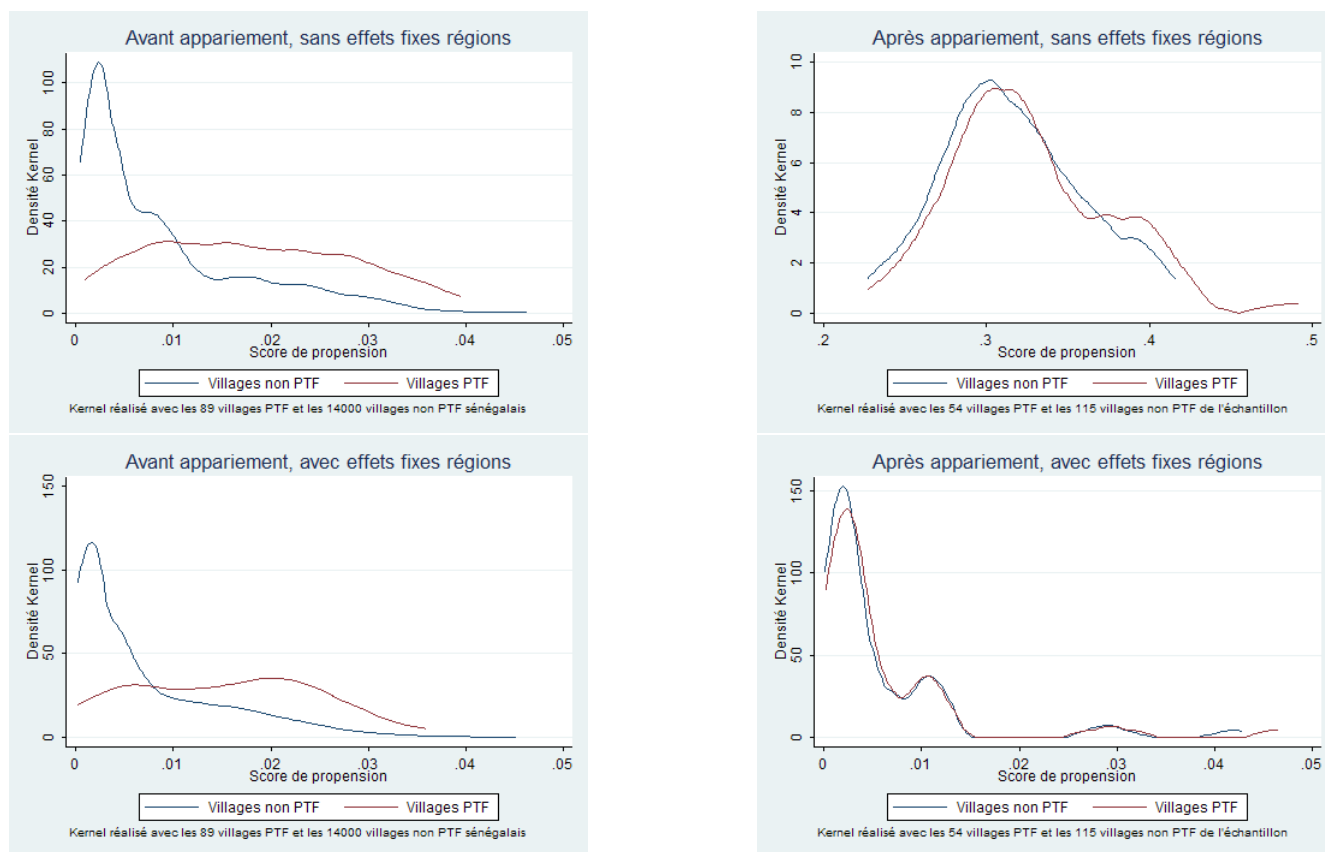 Avant appariement, sans effets fixes régions
Densité Kernel
100
80
60
40
20
0
0 .01 .02 .03 .04 .05
Score de propension
Villages non PTF Villages PTF
Kernel réalisé avec les 89 villages PTF et les 14000 villages non PTF sénégalais
Après appariement, sans effets fixes régions
Densité Kernel
10
8
6
4
2
0
.2 .3 .4 .5
Score de propension
Villages non PTF Villages PTF
Kernel réalisé avec les 54 villages PTF et les 115 villages non PTF de l'échantillon
Avant appariement, avec effets fixes régions
Densité Kernel
150
100
50
0
0 .01 .02 .03 .04 .05
Score de propension
Villages non PTF Villages PTF
Kernel réalisé avec les 89 villages PTF et les 14000 villages non PTF sénégalais
Après appariement, avec effets fixes régions
Densité Kernel
150
100
50
0
0 .01 .02 .03 .04 .05
Score de propension
Villages non PTF Villages PTF
Kernel réalisé avec les 54 villages PTF et les 115 villages non PTF de l'échantillon